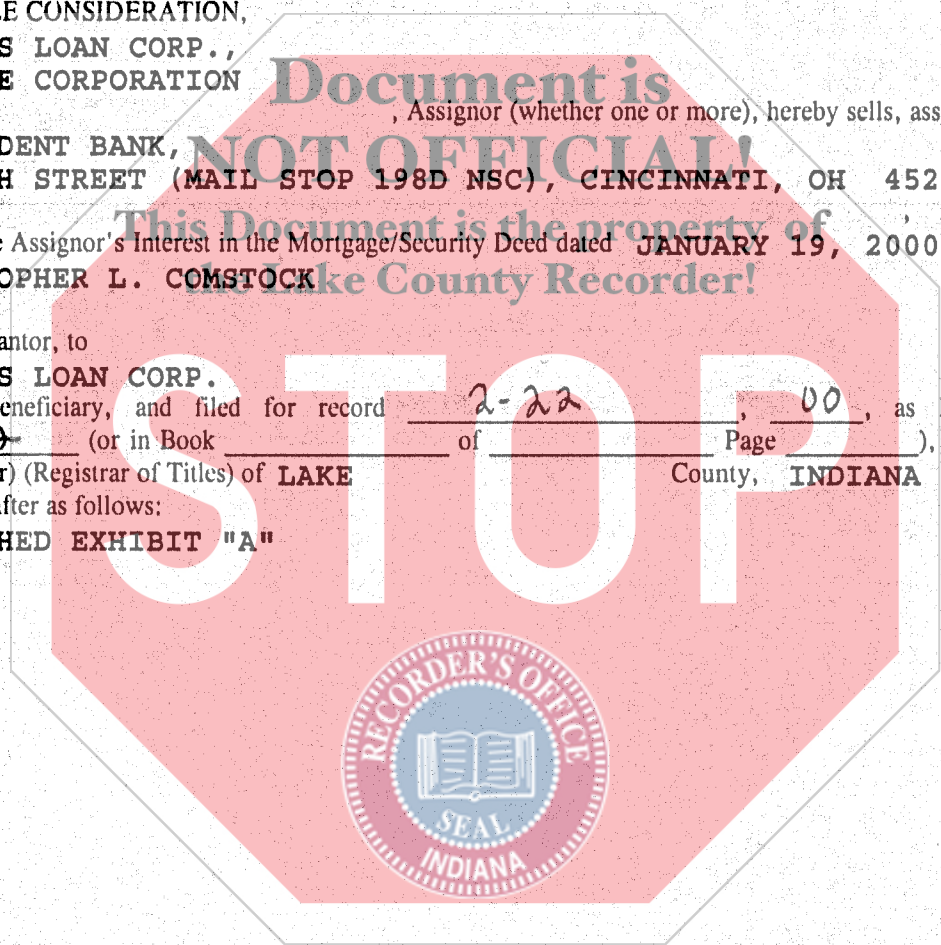 E CONSIDERATION,
S LOAN CORP.,
E CORPORATION
Document is
, Assignor (whether one or more), hereby sells, ass
DENT BANK,
NOT OFFICIAL!
H STREET (MAIL STOP 198D NSC), CINCINNATI, OH 452
This Document is the property of
,
e Assignor's Interest in the Mortgage/Security Deed dated JANUARY 19, 2000
OPHER L. COMSTOCK
the Lake County Recorder!
antor, to
S LOAN CORP.
eneficiary, and filed for record 2-22 , 00 , as
(or in Book of Page ),
r) (Registrar of Titles) of LAKE County, INDIANA
fter as follows:
HED EXHIBIT "A"
STOP
RECORDER'S OFFICE
SEAL
INDIANA